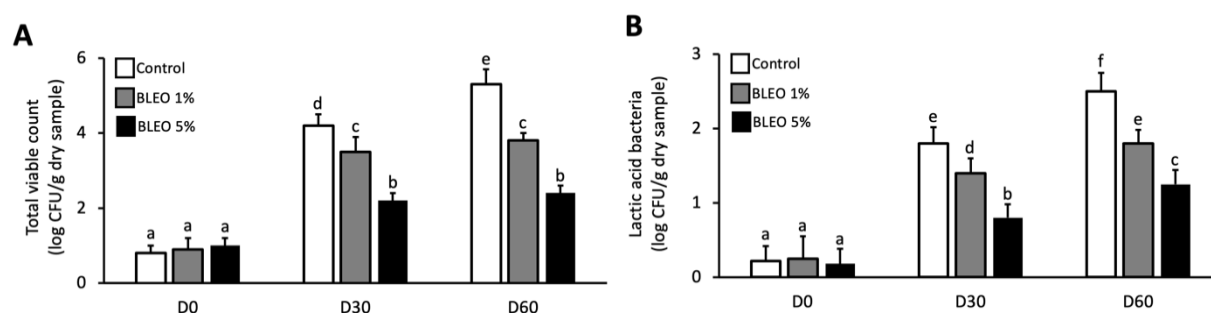 A
Total viable count
(log CFU/g dry sample)
6
4
2
0
Control
BLEO 1%
BLEO 5%
a a a
d c b
e c b
D0 D30 D60
B
Lactic acid bacteria
(log CFU/g dry sample)
3
2
1
0
Control
BLEO 1%
BLEO 5%
a a a
e d b
f e c
D0 D30 D60